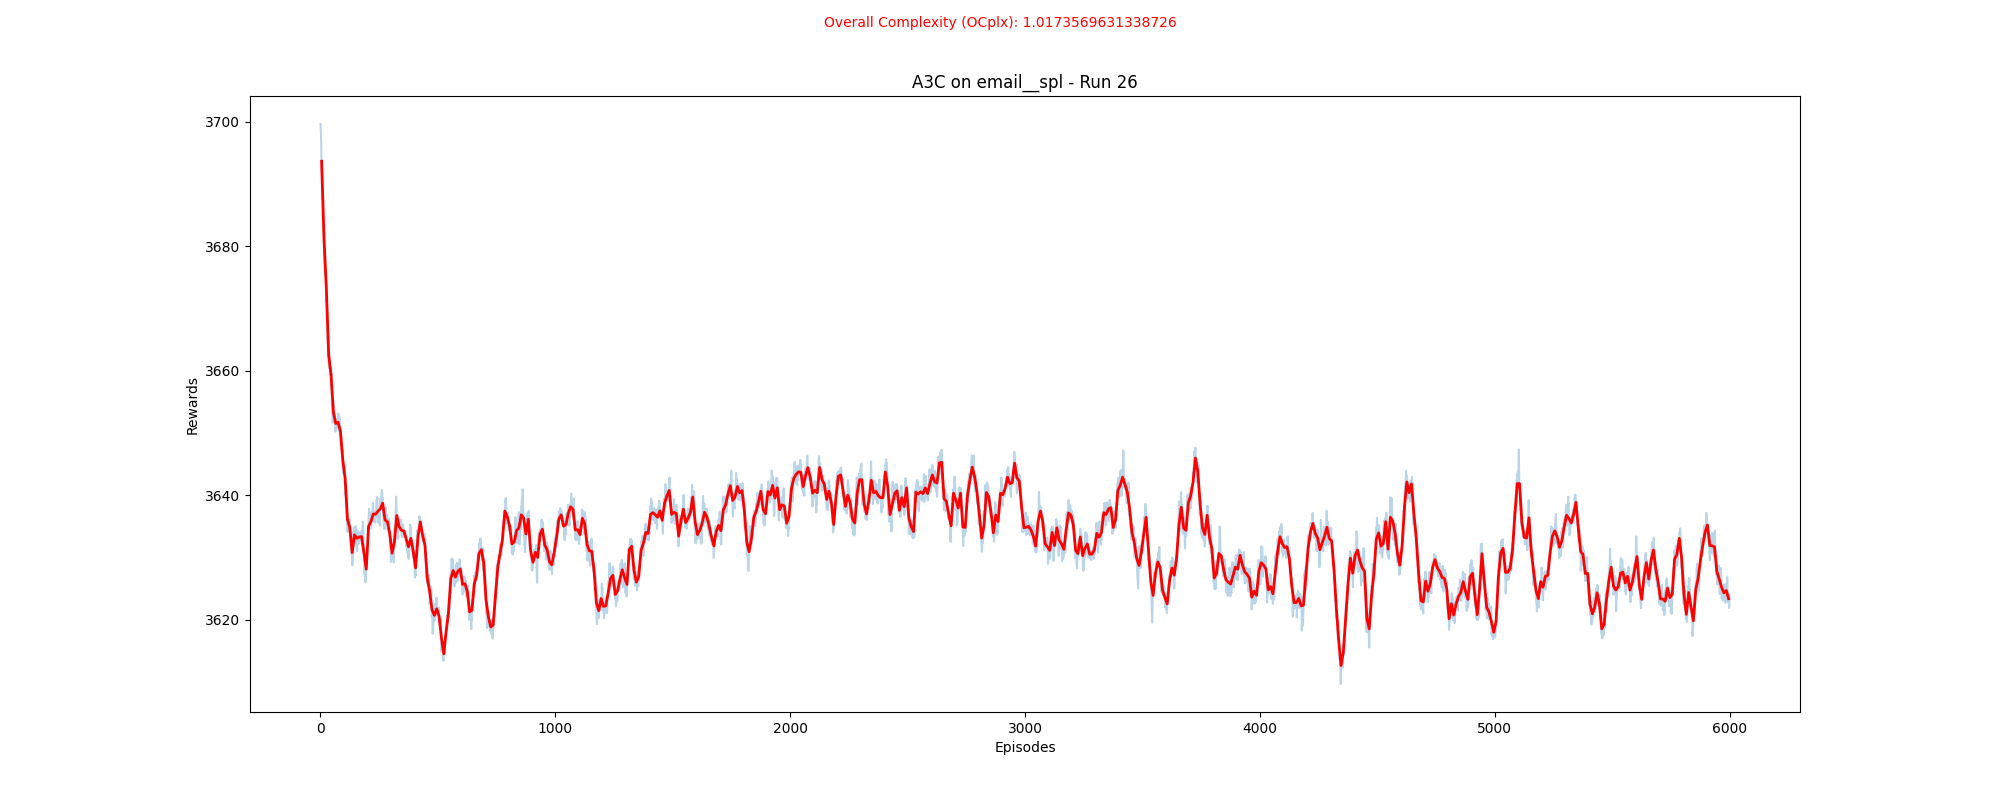 Overall Complexity (OCplx): 1.0173569631338726
A3C on email__spl - Run 26
3700
3680
3660
3640
3620
Rewards
0 1000 2000 3000 4000 5000 6000
Episodes